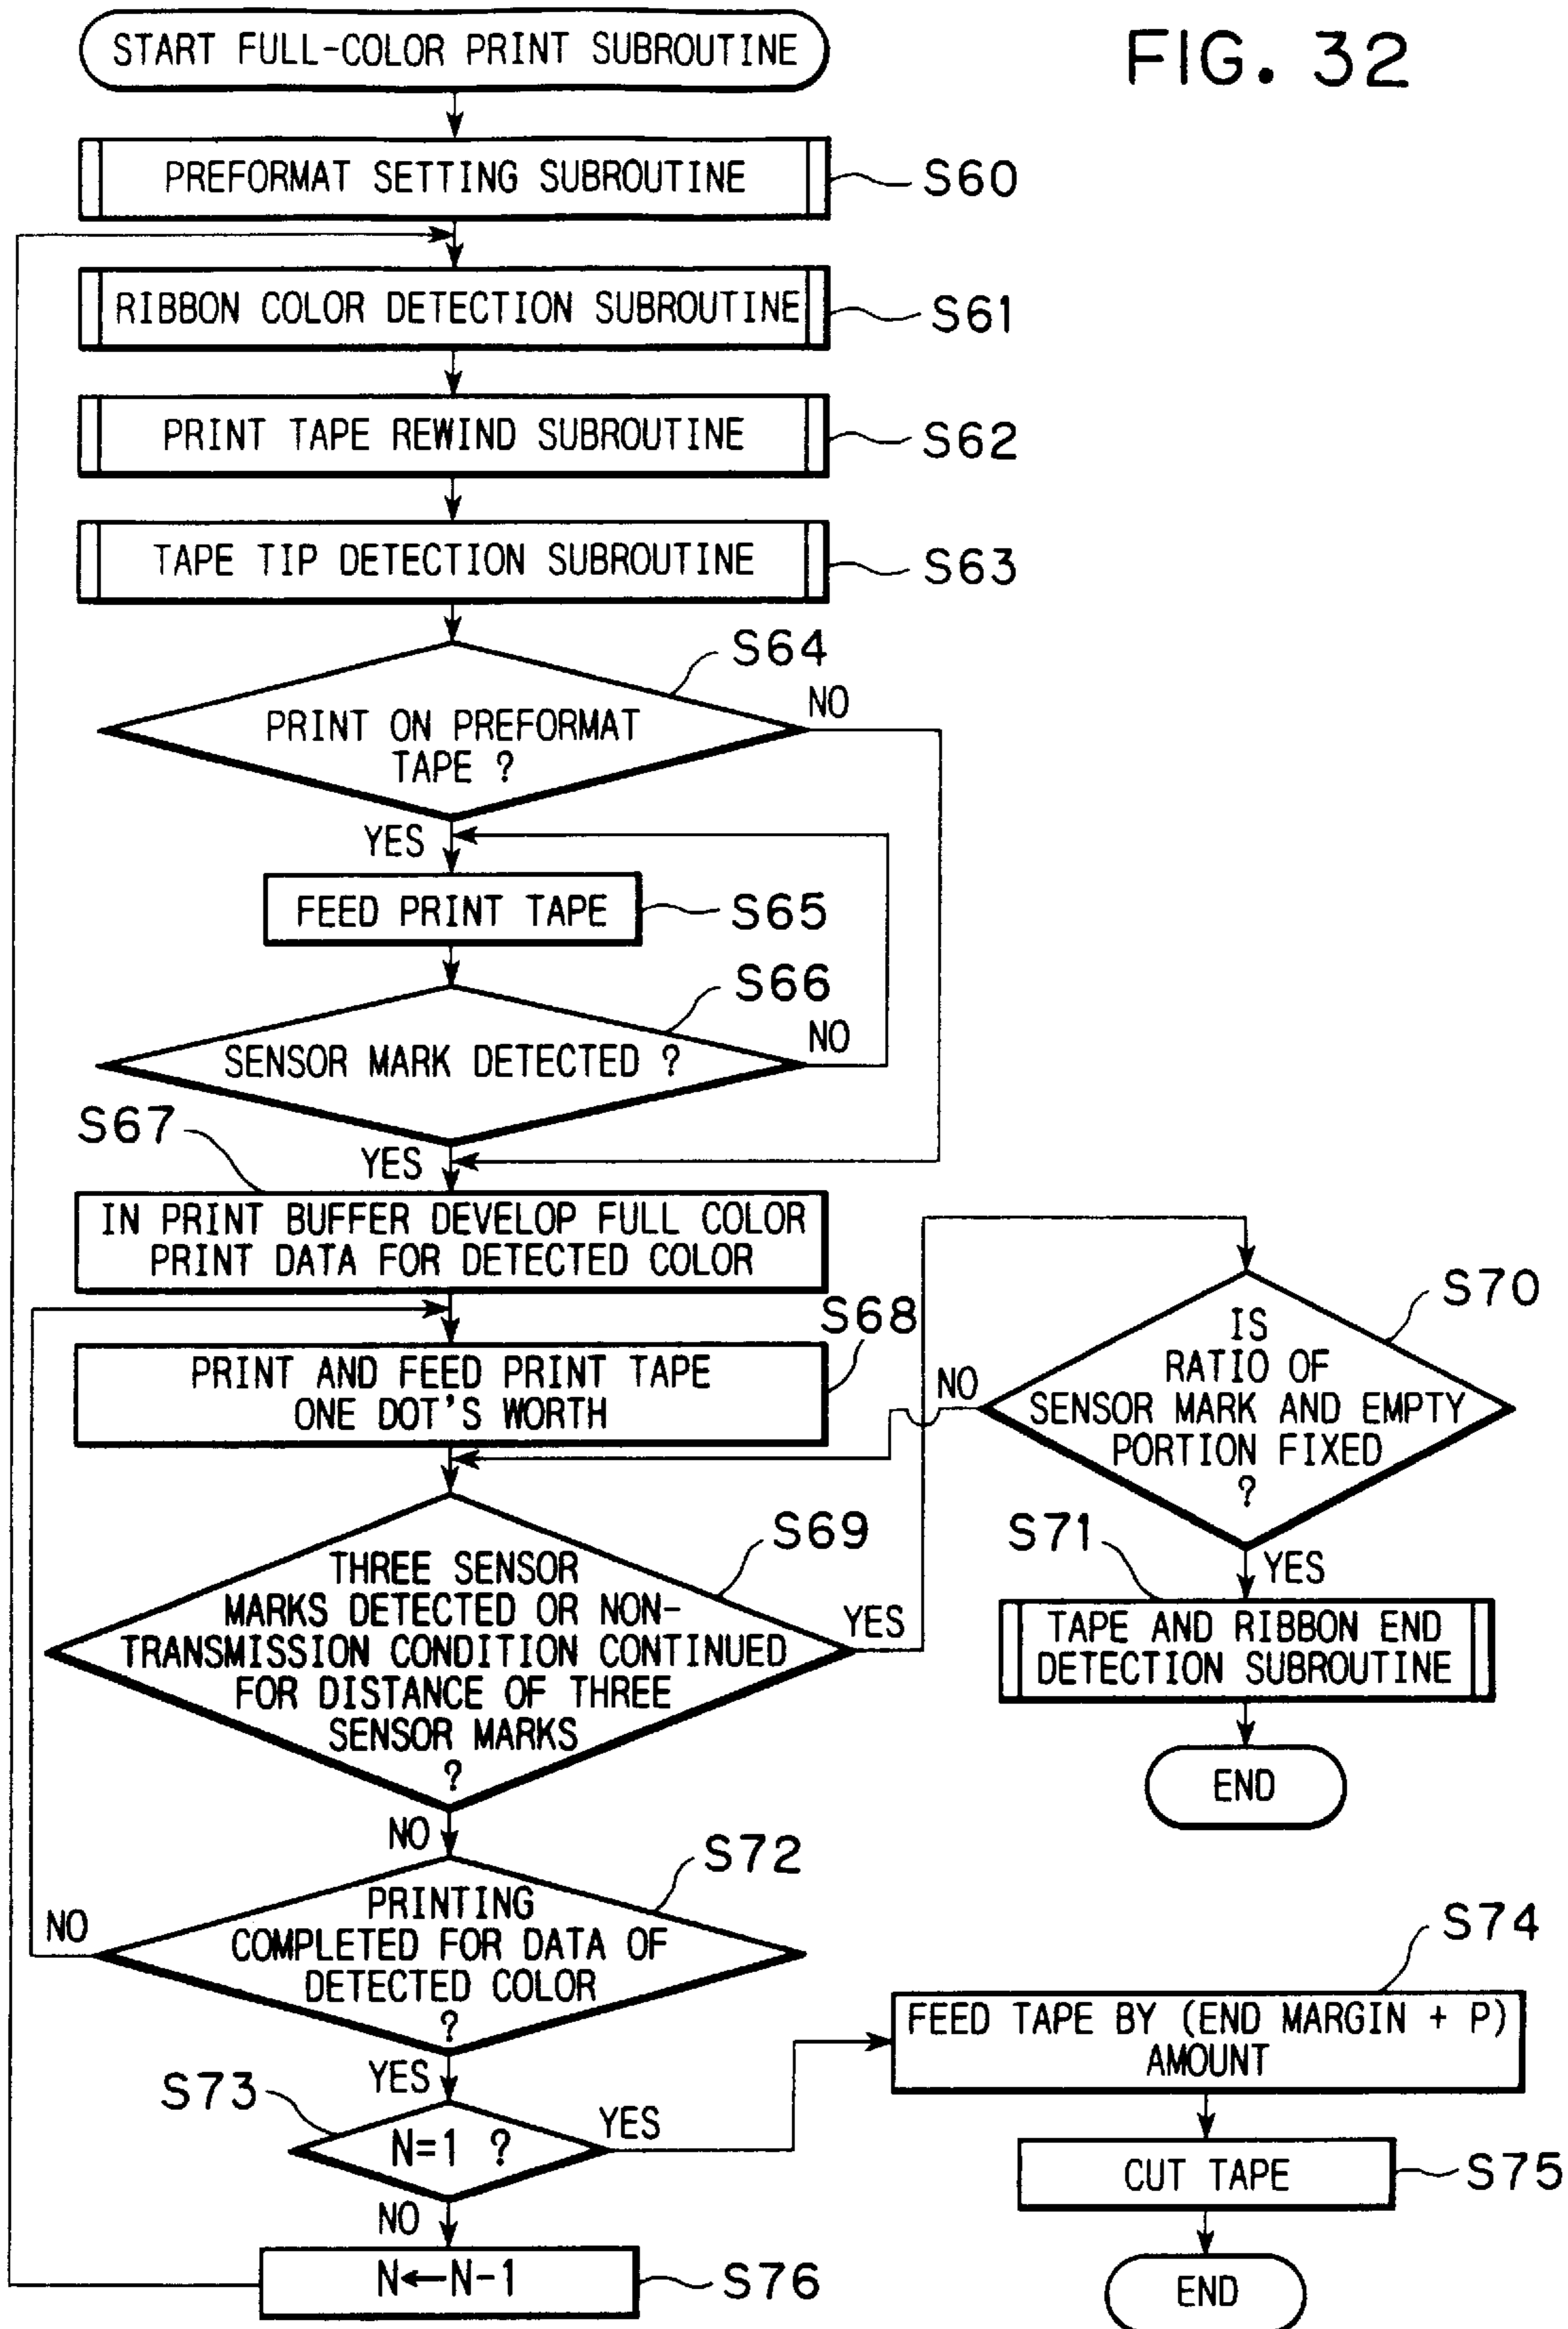 FIG. 32
START FULL-COLOR PRINT SUBROUTINE
PREFORMAT SETTING SUBROUTINE
S60
RIBBON COLOR DETECTION SUBROUTINE
S61
PRINT TAPE REWIND SUBROUTINE
S62
TAPE TIP DETECTION SUBROUTINE
S63
S64
PRINT ON PREFORMAT
TAPE ?
NO
YES
FEED PRINT TAPE
S65
S66
SENSOR MARK DETECTED ?
NO
YES
S67
IN PRINT BUFFER DEVELOP FULL COLOR
PRINT DATA FOR DETECTED COLOR
S68
PRINT AND FEED PRINT TAPE
ONE DOT'S WORTH
S69
THREE SENSOR
MARKS DETECTED OR NON-
TRANSMISSION CONDITION CONTINUED
FOR DISTANCE OF THREE
SENSOR MARKS
?
YES
NO
S70
IS
RATIO OF
SENSOR MARK AND EMPTY
PORTION FIXED
?
NO
YES
S71
TAPE AND RIBBON END
DETECTION SUBROUTINE
END
S72
PRINTING
COMPLETED FOR DATA OF
DETECTED COLOR
?
NO
YES
S73
N=1 ?
YES
NO
S74
FEED TAPE BY (END MARGIN + P)
AMOUNT
CUT TAPE
S75
END
N←N-1
S76